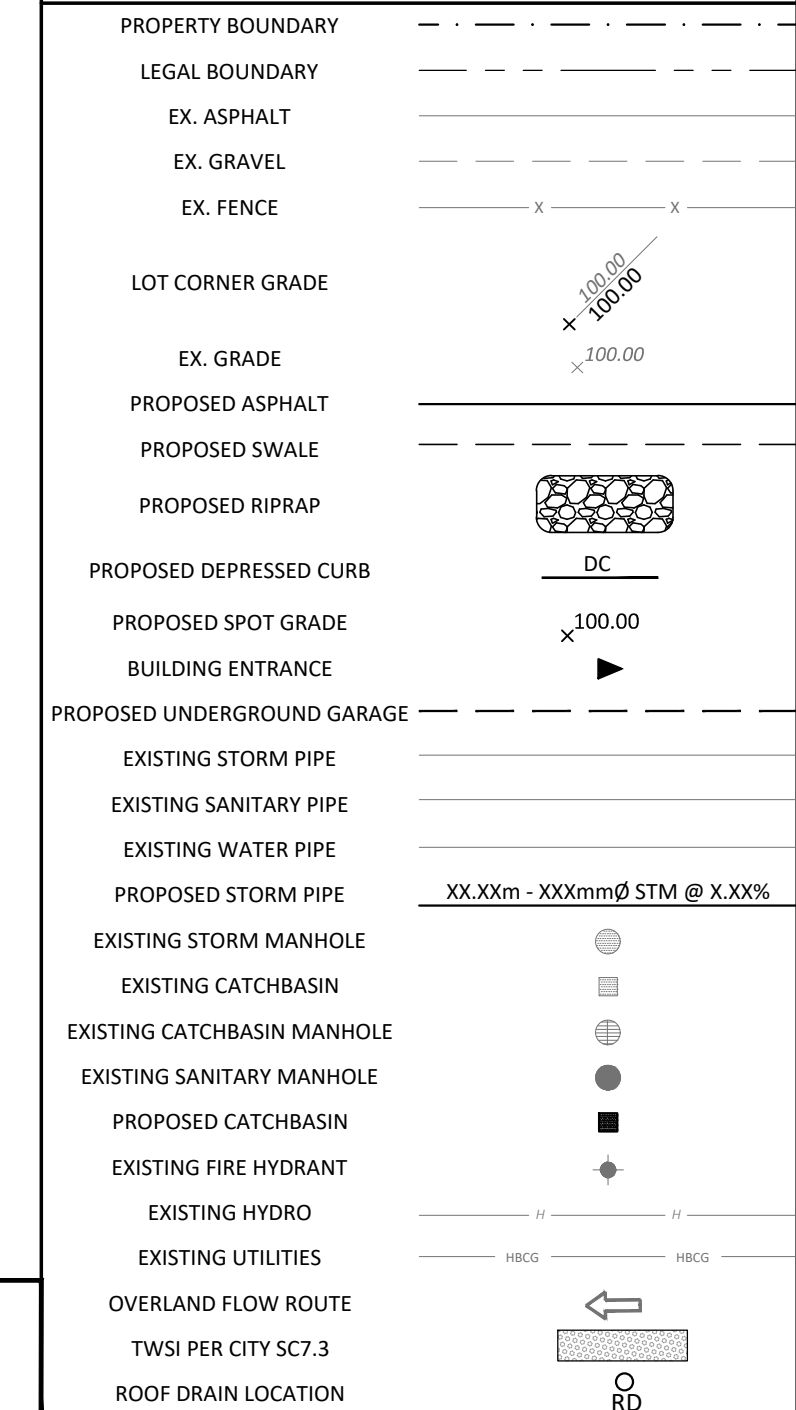 PROPERTY BOUNDARY
LEGAL BOUNDARY
EX. ASPHALT
EX. GRAVEL
EX. FENCE X X
LOT CORNER GRADE 100.00
100.00
EX. GRADE 100.00
PROPOSED ASPHALT
PROPOSED SWALE
PROPOSED RIPRAP
PROPOSED DEPRESSED CURB DC
PROPOSED SPOT GRADE 100.00
BUILDING ENTRANCE
PROPOSED UNDERGROUND GARAGE
EXISTING STORM PIPE
EXISTING SANITARY PIPE
EXISTING WATER PIPE
PROPOSED STORM PIPE XX.XXm - XXXmmØ STM @ X.XX%
EXISTING STORM MANHOLE
EXISTING CATCHBASIN
EXISTING CATCHBASIN MANHOLE
EXISTING SANITARY MANHOLE
PROPOSED CATCHBASIN
EXISTING FIRE HYDRANT
EXISTING HYDRO H H
EXISTING UTILITIES HBCG HBCG
OVERLAND FLOW ROUTE
TWSI PER CITY SC7.3
ROOF DRAIN LOCATION RD